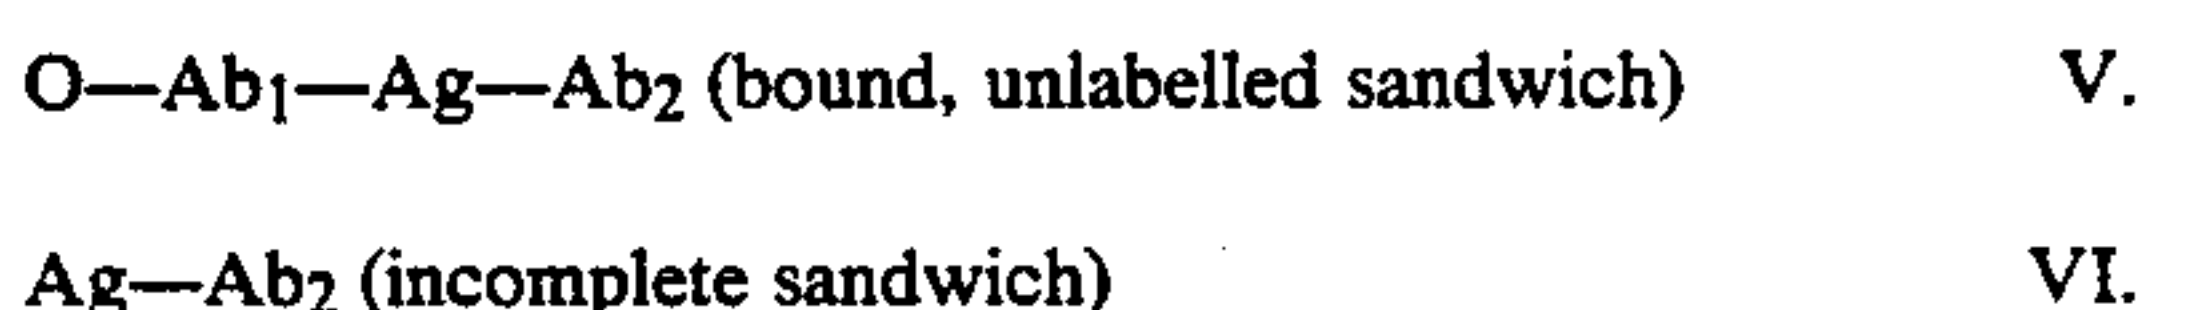 O—Ab₁—Ag—Ab₂ (bound, unlabelled sandwich) V.
Ag—Ab₂ (incomplete sandwich) VI.